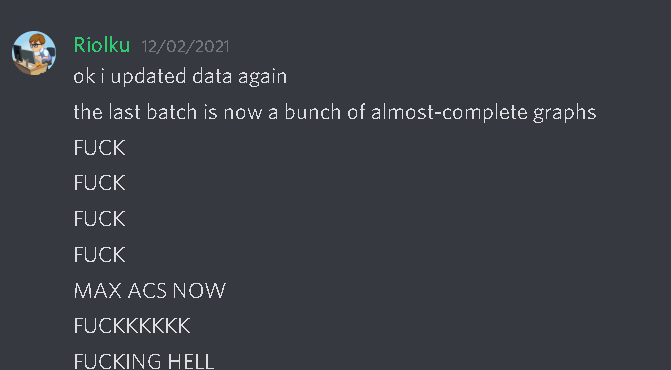 Riolku 12/02/2021
ok i updated data again
the last batch is now a bunch of almost-complete graphs
FUCK
FUCK
FUCK
FUCK
MAX ACS NOW
FUCKKKKKK
FUCKING HELL